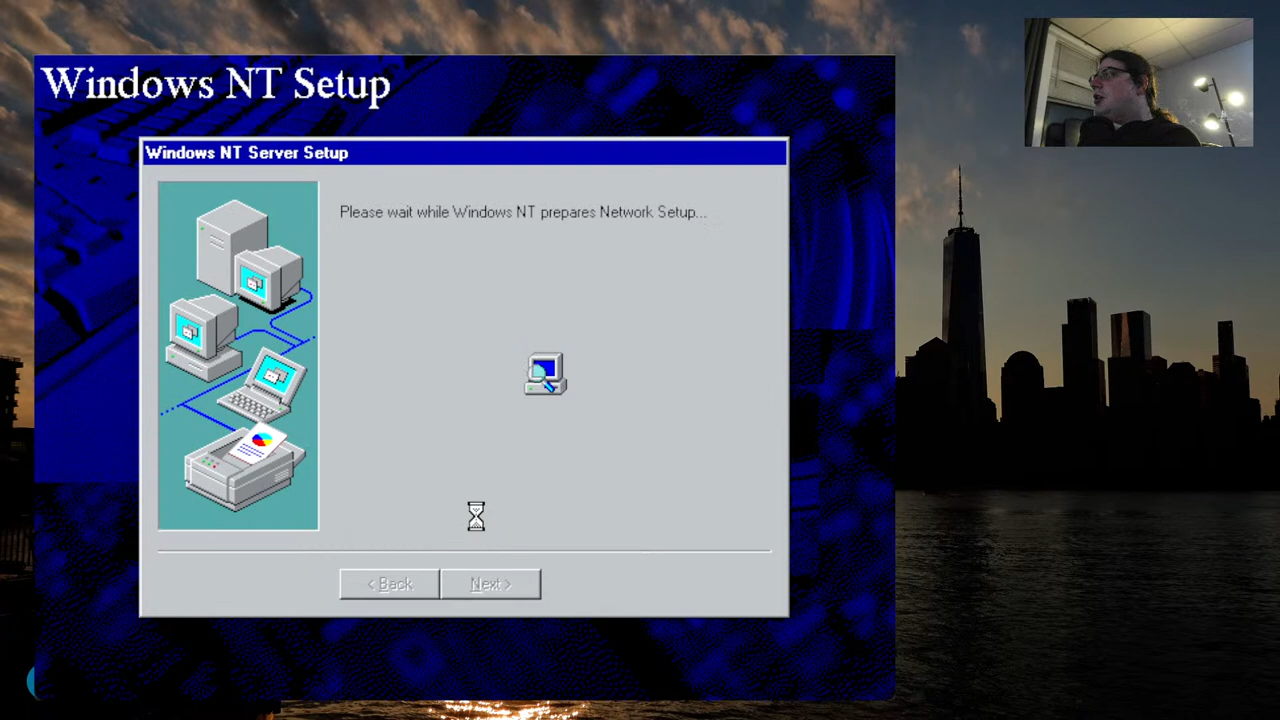 Windows NT Setup
Windows NT Server Setup
Please wait while Windows NT prepares Network Setup...
< Back
Next >